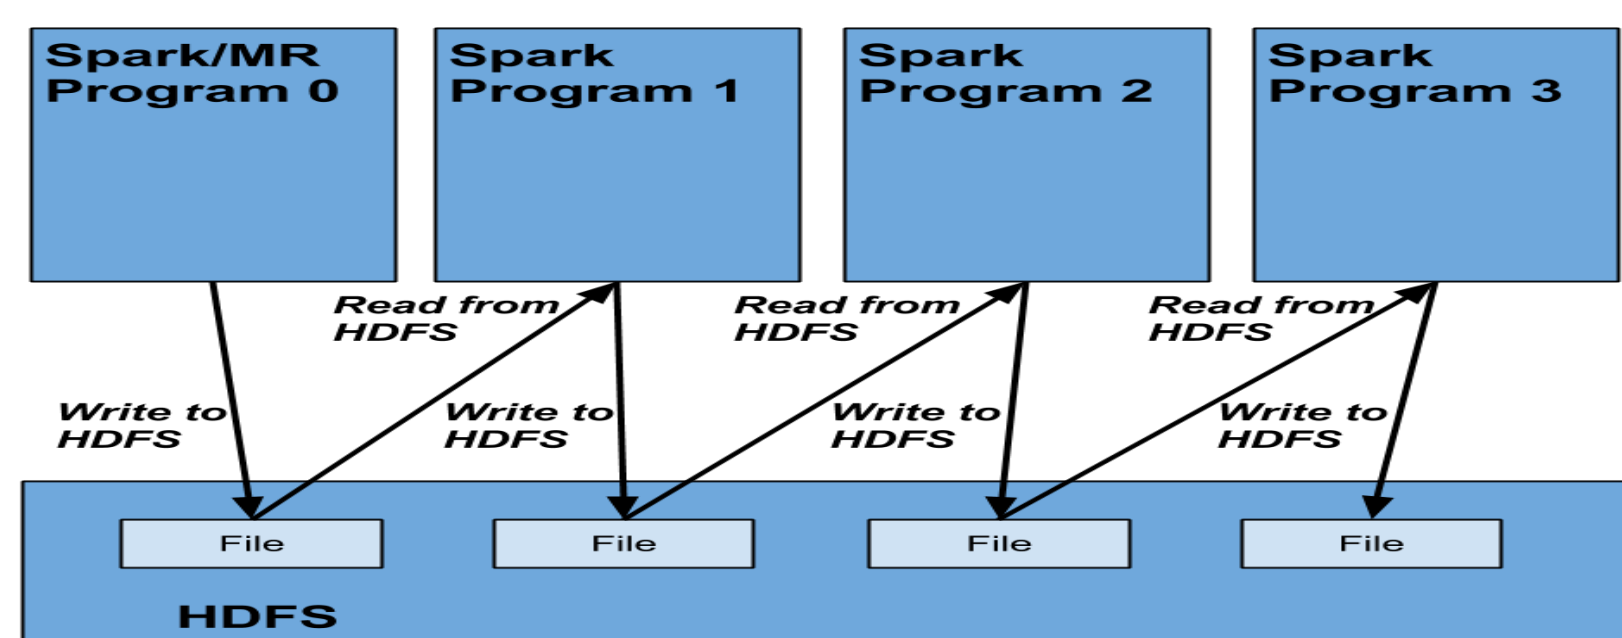 Spark/MR
Program 0
Spark
Program 1
Spark
Program 2
Spark
Program 3
Read from
HDFS
Read from
HDFS
Read from
HDFS
Write to
HDFS
Write to
HDFS
Write to
HDFS
Write to
HDFS
File
File
File
File
HDFS